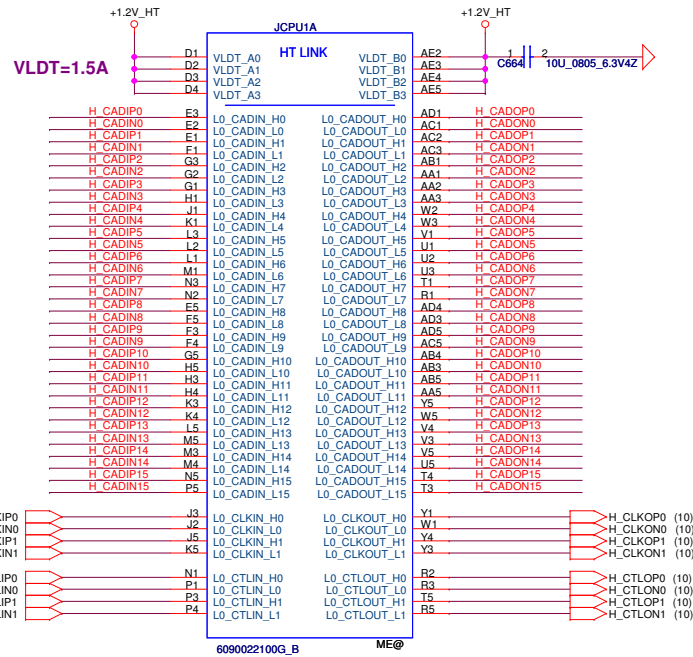 +1.2V_HT +1.2V_HT
JCPU1A
HT LINK
VLDT=1.5A
D1 VLDT_A0 VLDT_B0 AE2 1 2
D2 VLDT_A1 VLDT_B1 AE3 C664 10U_0805_6.3V4Z
D3 VLDT_A2 VLDT_B2 AE4
D4 VLDT_A3 VLDT_B3 AE5
H_CADIP0 E3 L0_CADIN_H0 L0_CADOUT_H0 AD1 H_CADOP0
H_CADIN0 E2 L0_CADIN_L0 L0_CADOUT_L0 AC1 H_CADON0
H_CADIP1 E1 L0_CADIN_H1 L0_CADOUT_H1 AC2 H_CADOP1
H_CADIN1 F1 L0_CADIN_L1 L0_CADOUT_L1 AC3 H_CADON1
H_CADIP2 G3 L0_CADIN_H2 L0_CADOUT_H2 AB1 H_CADOP2
H_CADIN2 G2 L0_CADIN_L2 L0_CADOUT_L2 AA1 H_CADON2
H_CADIP3 G1 L0_CADIN_H3 L0_CADOUT_H3 AA2 H_CADOP3
H_CADIN3 H1 L0_CADIN_L3 L0_CADOUT_L3 AA3 H_CADON3
H_CADIP4 J1 L0_CADIN_H4 L0_CADOUT_H4 W2 H_CADOP4
H_CADIN4 K1 L0_CADIN_L4 L0_CADOUT_L4 W3 H_CADON4
H_CADIP5 L3 L0_CADIN_H5 L0_CADOUT_H5 V1 H_CADOP5
H_CADIN5 L2 L0_CADIN_L5 L0_CADOUT_L5 U1 H_CADON5
H_CADIP6 L1 L0_CADIN_H6 L0_CADOUT_H6 U2 H_CADOP6
H_CADIN6 M1 L0_CADIN_L6 L0_CADOUT_L6 U3 H_CADON6
H_CADIP7 N3 L0_CADIN_H7 L0_CADOUT_H7 T1 H_CADOP7
H_CADIN7 N2 L0_CADIN_L7 L0_CADOUT_L7 R1 H_CADON7
H_CADIP8 E5 L0_CADIN_H8 L0_CADOUT_H8 AD4 H_CADOP8
H_CADIN8 F5 L0_CADIN_L8 L0_CADOUT_L8 AD3 H_CADON8
H_CADIP9 F3 L0_CADIN_H9 L0_CADOUT_H9 AD5 H_CADOP9
H_CADIN9 F4 L0_CADIN_L9 L0_CADOUT_L9 AC5 H_CADON9
H_CADIP10 G5 L0_CADIN_H10 L0_CADOUT_H10 AB4 H_CADOP10
H_CADIN10 H5 L0_CADIN_L10 L0_CADOUT_L10 AB3 H_CADON10
H_CADIP11 H3 L0_CADIN_H11 L0_CADOUT_H11 AB5 H_CADOP11
H_CADIN11 H4 L0_CADIN_L11 L0_CADOUT_L11 AA5 H_CADON11
H_CADIP12 K3 L0_CADIN_H12 L0_CADOUT_H12 Y5 H_CADOP12
H_CADIN12 K4 L0_CADIN_L12 L0_CADOUT_L12 W5 H_CADON12
H_CADIP13 L5 L0_CADIN_H13 L0_CADOUT_H13 V4 H_CADOP13
H_CADIN13 M5 L0_CADIN_L13 L0_CADOUT_L13 V3 H_CADON13
H_CADIP14 M3 L0_CADIN_H14 L0_CADOUT_H14 V5 H_CADOP14
H_CADIN14 M4 L0_CADIN_L14 L0_CADOUT_L14 U5 H_CADON14
H_CADIP15 N5 L0_CADIN_H15 L0_CADOUT_H15 T4 H_CADOP15
H_CADIN15 P5 L0_CADIN_L15 L0_CADOUT_L15 T3 H_CADON15
KIP0 J3 L0_CLKIN_H0 L0_CLKOUT_H0 Y1 H_CLKOP0 (10)
KIN0 J2 L0_CLKIN_L0 L0_CLKOUT_L0 W1 H_CLKON0 (10)
KIP1 J5 L0_CLKIN_H1 L0_CLKOUT_H1 Y4 H_CLKOP1 (10)
KIN1 K5 L0_CLKIN_L1 L0_CLKOUT_L1 Y3 H_CLKON1 (10)
LIP0 N1 L0_CTLIN_H0 L0_CTLOUT_H0 R2 H_CTLOP0 (10)
LIN0 P1 L0_CTLIN_L0 L0_CTLOUT_L0 R3 H_CTLON0 (10)
LIP1 P3 L0_CTLIN_H1 L0_CTLOUT_H1 T5 H_CTLOP1 (10)
LIN1 P4 L0_CTLIN_L1 L0_CTLOUT_L1 R5 H_CTLON1 (10)
6090022100G_B ME@